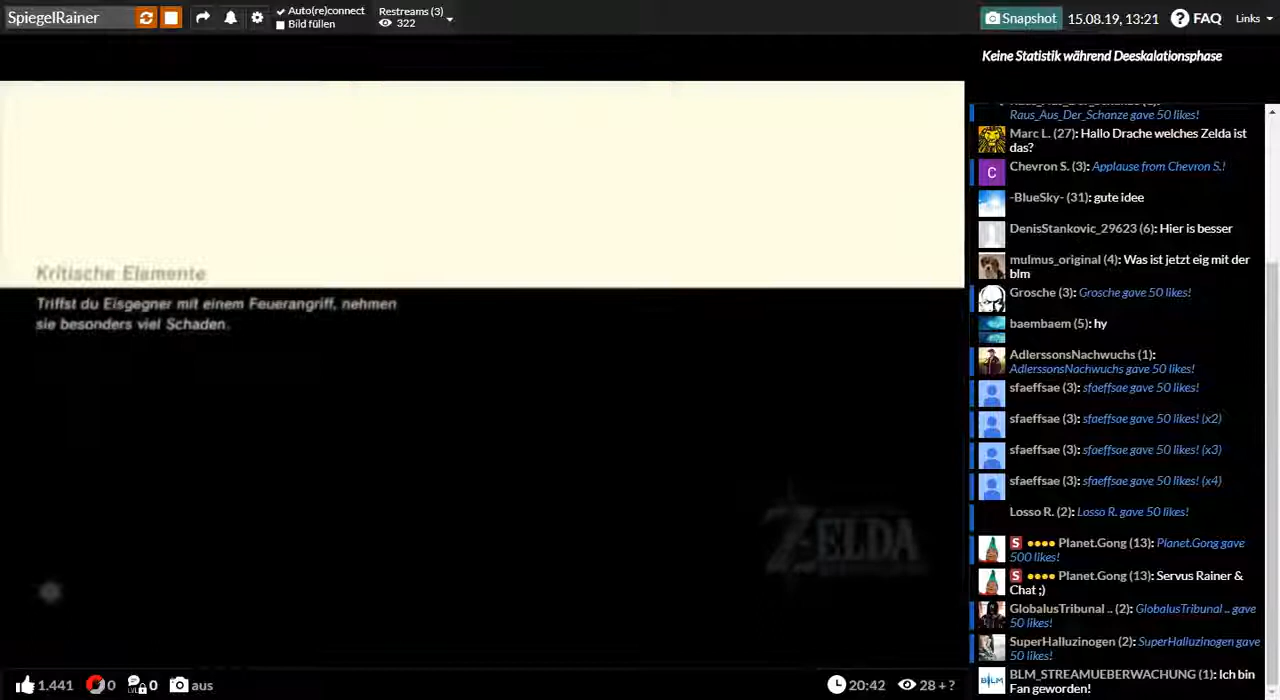 SpiegelRainer
Auto(re)connect
Bild füllen
Restreams (3)
322
Snapshot
15.08.19, 13:21
FAQ
Links
Keine Statistik während Deeskalationsphase
Kritische Elemente
Triffst du Eisgegner mit einem Feuerangriff, nehmen
sie besonders viel Schaden.
ZELDA
Raus_Aus_Der_Schanze gave 50 likes!
Marc L. (27): Hallo Drache welches Zelda ist
das?
C
Chevron S. (3): Applause from Chevron S.!
-BlueSky- (31): gute idee
DenisStankovic_29623 (6): Hier is besser
mulmus_original (4): Was ist jetzt eig mit der
blm
Grosche (3): Grosche gave 50 likes!
baembaem (5): hy
AdlerssonsNachwuchs (1):
AdlerssonsNachwuchs gave 50 likes!
sfaeffsae (3): sfaeffsae gave 50 likes!
sfaeffsae (3): sfaeffsae gave 50 likes! (x2)
sfaeffsae (3): sfaeffsae gave 50 likes! (x3)
sfaeffsae (3): sfaeffsae gave 50 likes! (x4)
Losso R. (2): Losso R. gave 50 likes!
S Planet.Gong (13): Planet.Gong gave
500 likes!
S Planet.Gong (13): Servus Rainer &
Chat ;)
GlobalusTribunal .. (2): GlobalusTribunal .. gave
50 likes!
SuperHalluzinogen (2): SuperHalluzinogen gave
50 likes!
BLM
BLM_STREAMUEBERWACHUNG (1): Ich bin
Fan geworden!
1.441
0
LVL
0
aus
20:42
28 + ?